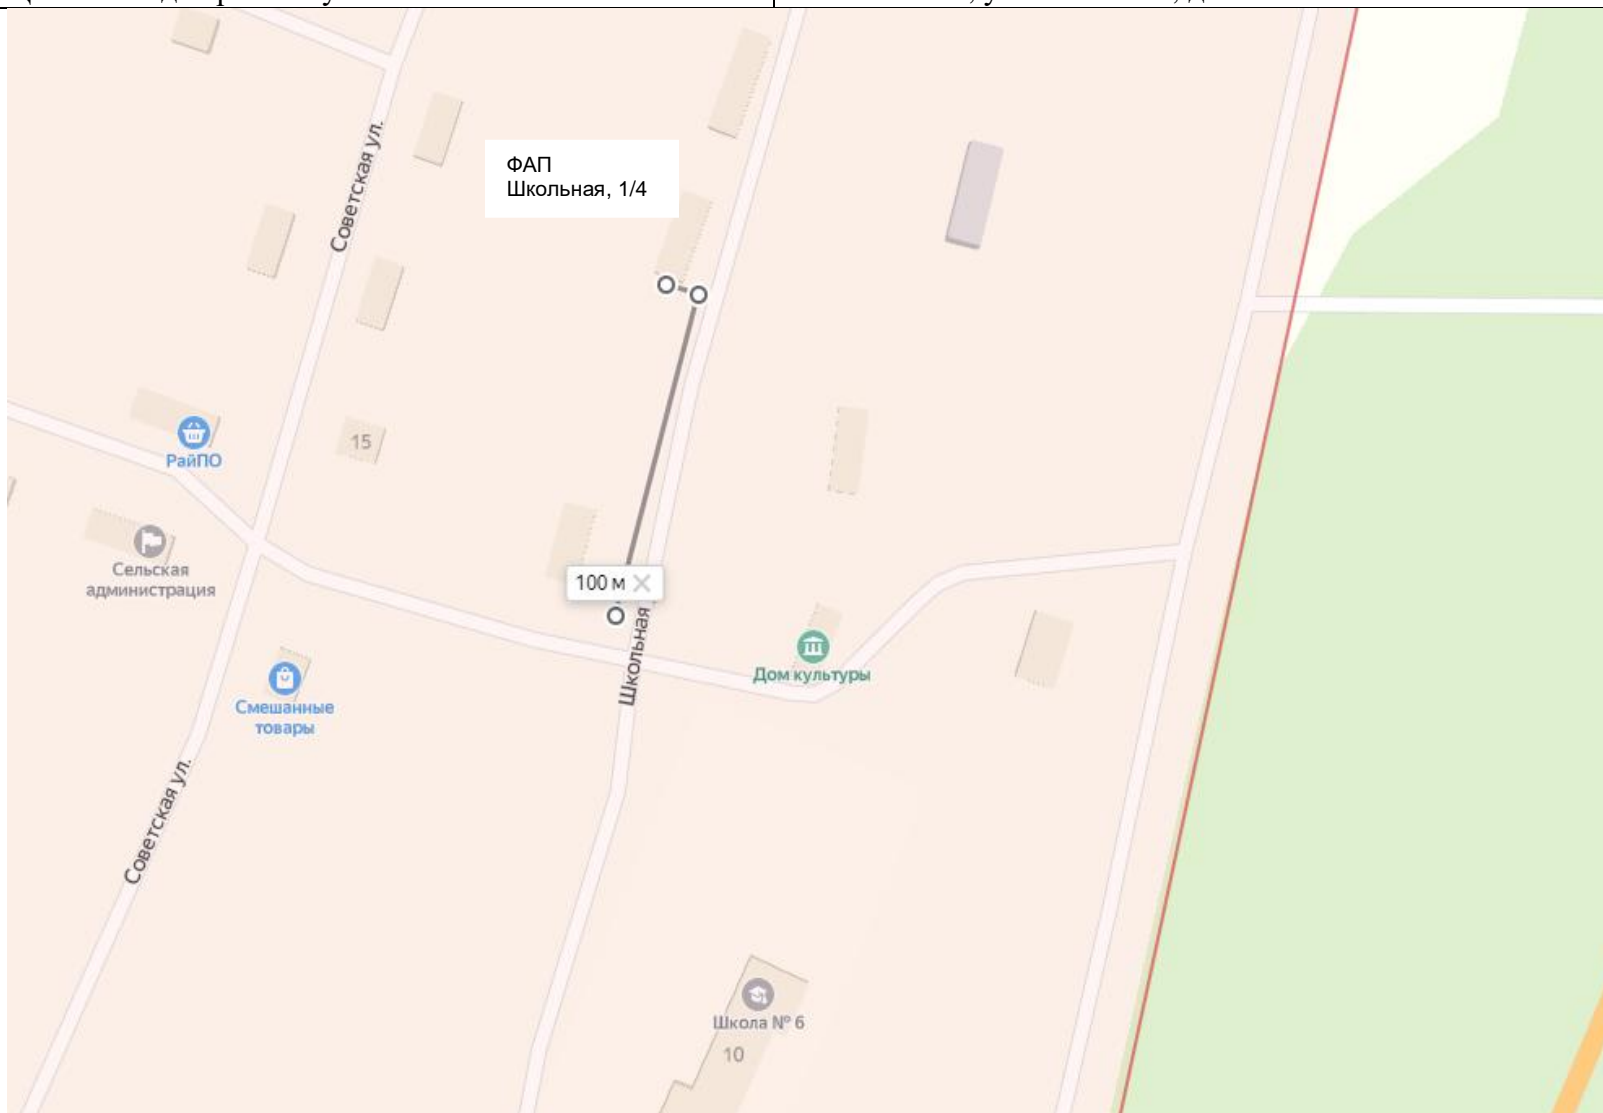 Советская ул.
ФАП
Школьная, 1/4
РайПО
15
Сельская
администрация
100 м
Школьная
Дом культуры
Смешанные
товары
Советская ул.
Школа № 6
10